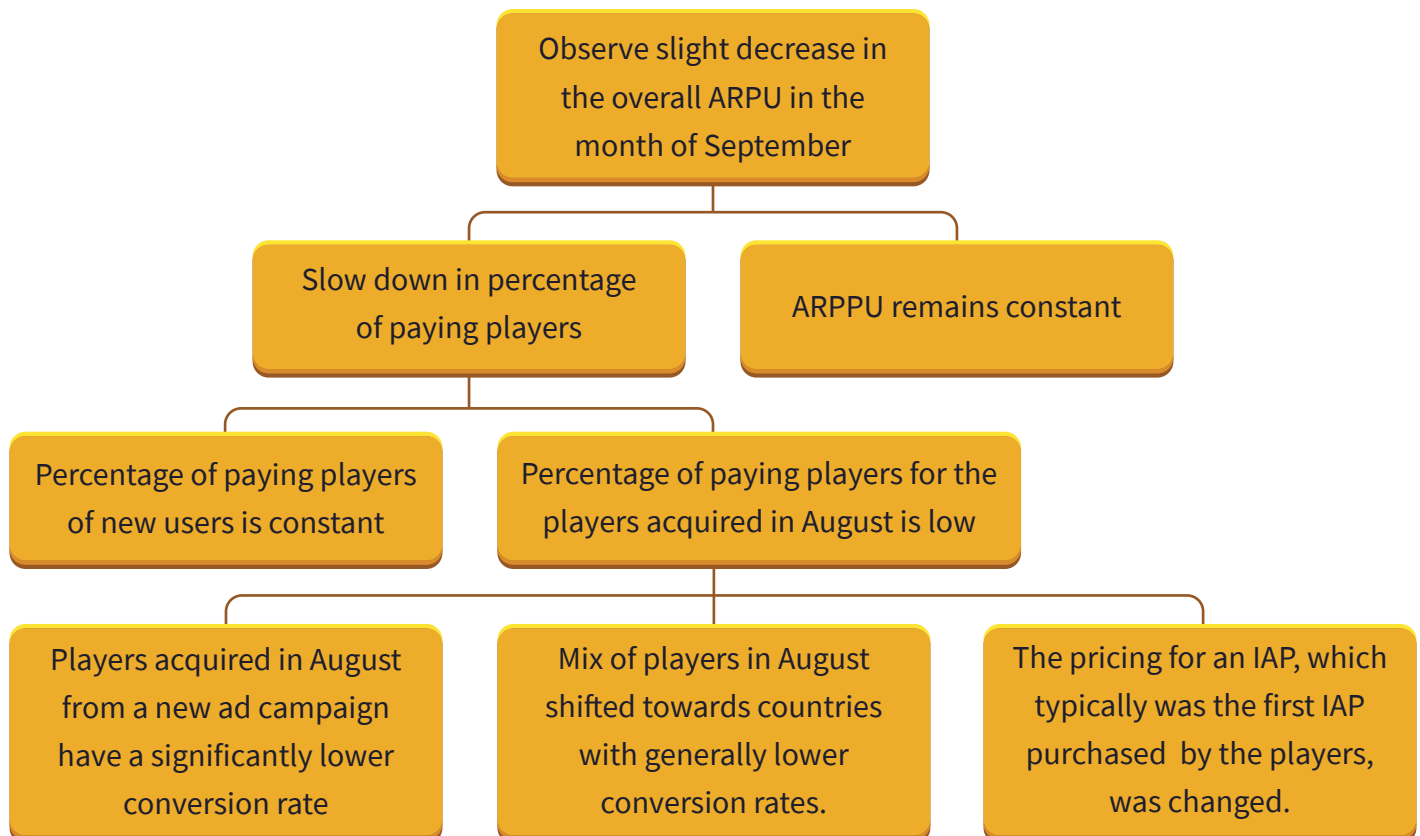 Observe slight decrease in
the overall ARPU in the
month of September
Slow down in percentage
of paying players
ARPPU remains constant
Percentage of paying players
of new users is constant
Percentage of paying players for the
players acquired in August is low
Players acquired in August
from a new ad campaign
have a significantly lower
conversion rate
Mix of players in August
shifted towards countries
with generally lower
conversion rates.
The pricing for an IAP, which
typically was the first IAP
purchased  by the players,
was changed.